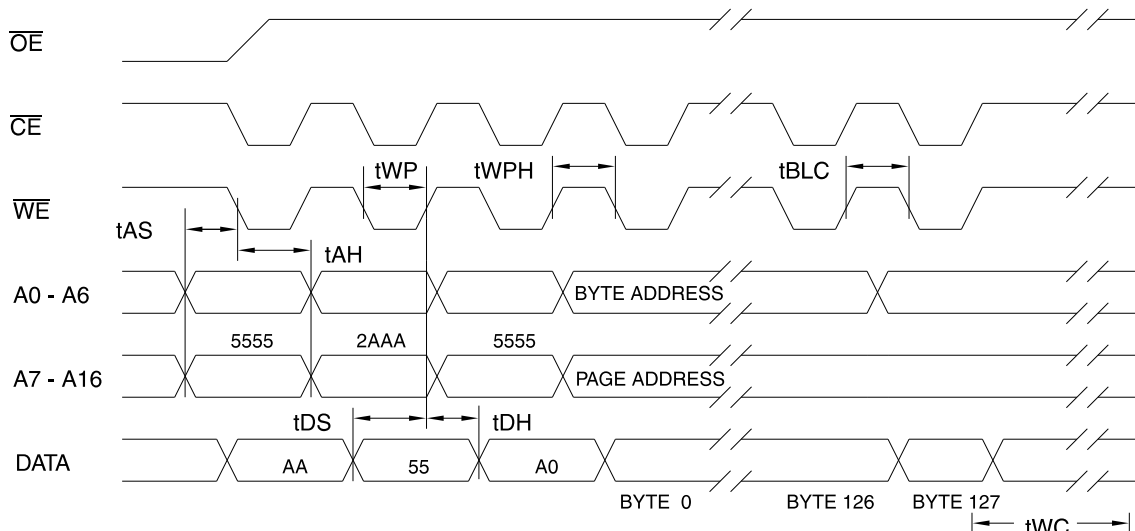 OE
CE
tWP
tWPH
tBLC
WE
tAS
tAH
A0 - A6
BYTE ADDRESS
5555
2AAA
5555
A7 - A16
PAGE ADDRESS
tDS
tDH
DATA
AA
55
A0
BYTE 0
BYTE 126
BYTE 127
tWC